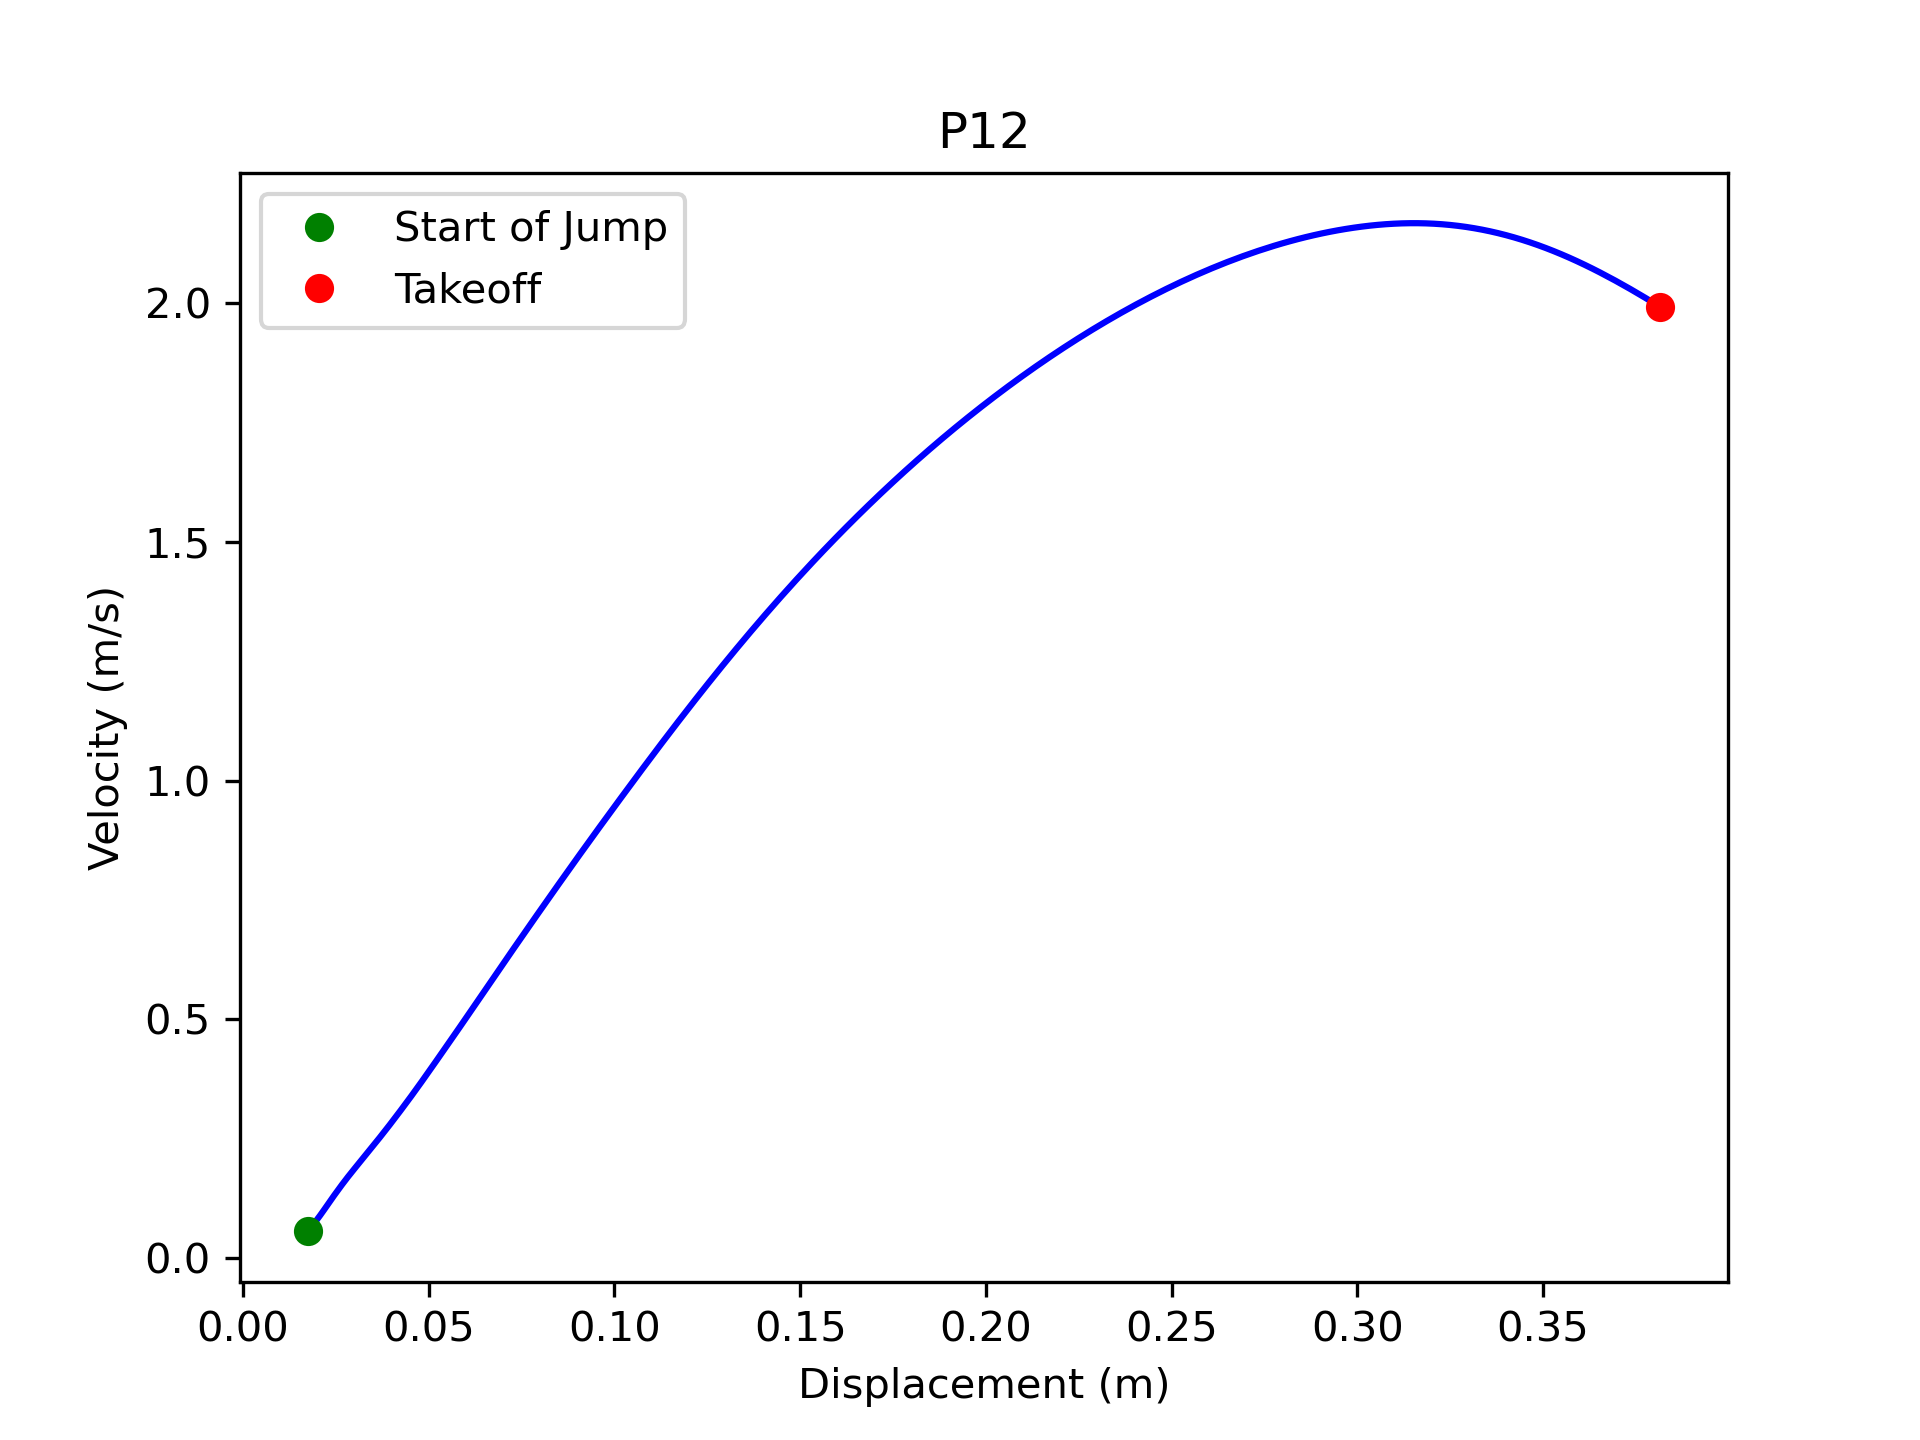 P12
Start of Jump
Takeoff
2.0
1.5
1.0
0.5
0.0
Velocity (m/s)
0.00 0.05 0.10 0.15 0.20 0.25 0.30 0.35
Displacement (m)